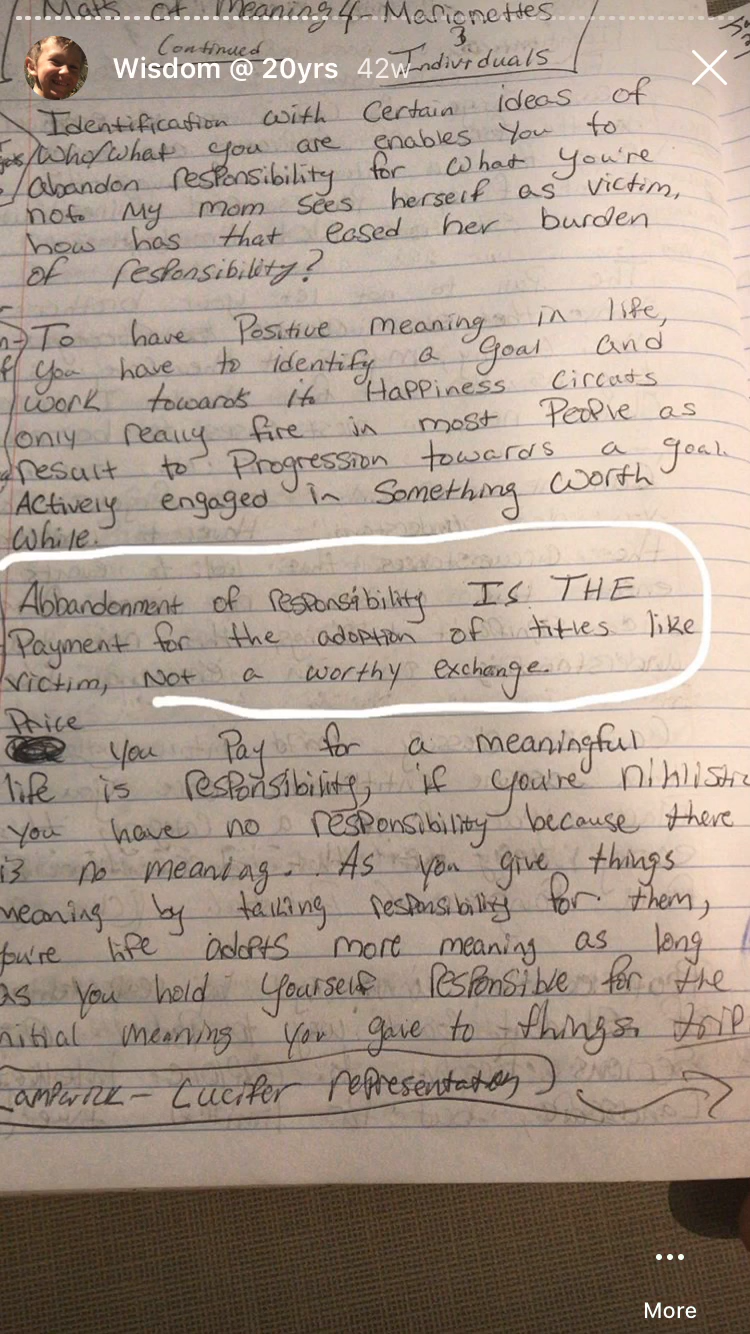 Maps of Meaning 4 - Marionettes
Continued & Individuals
Wisdom @ 20yrs 42w
Identification with certain ideas of
who/what you are enables you to
abandon responsibility for what you're
not. My mom sees herself as victim,
how has that eased her burden
of responsibility?
To have Positive meaning in life,
you have to identify a goal and
work towards it. Happiness circuts
only really fire in most People as
result to Progression towards a goal.
Actively engaged in something worth
while.
Abbandonment of responsibility IS THE
Payment for the adoption of titles like
victim, Not a worthy exchange.
Price
you Pay for a meaningful
life is responsibility, if you're nihlistic
you have no responsibility because there
is no meaning. As you give things
meaning by taking responsibility for them,
you're life adopts more meaning as long
as you hold yourself responsible for the
initial meaning you gave to things. trip
Lampwick - Lucifer representation
More